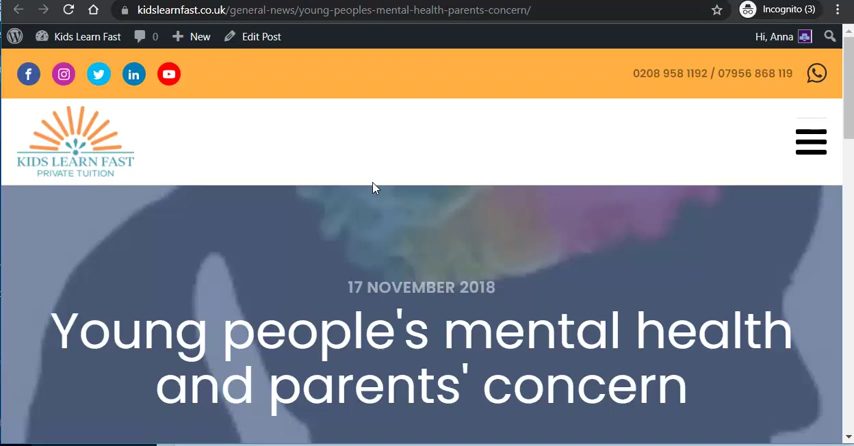 kidslearnfast.co.uk/general-news/young-peoples-mental-health-parents-concern/
Incognito (3)
Kids Learn Fast 0 New Edit Post
Hi, Anna
0208 958 1192 / 07956 868 119
KIDS LEARN FAST
PRIVATE TUITION
17 NOVEMBER 2018
Young people's mental health
and parents' concern